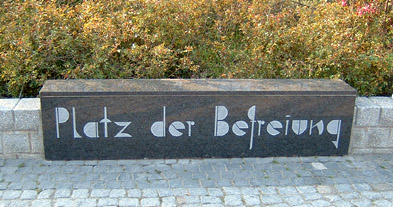 Platz der Befreiung